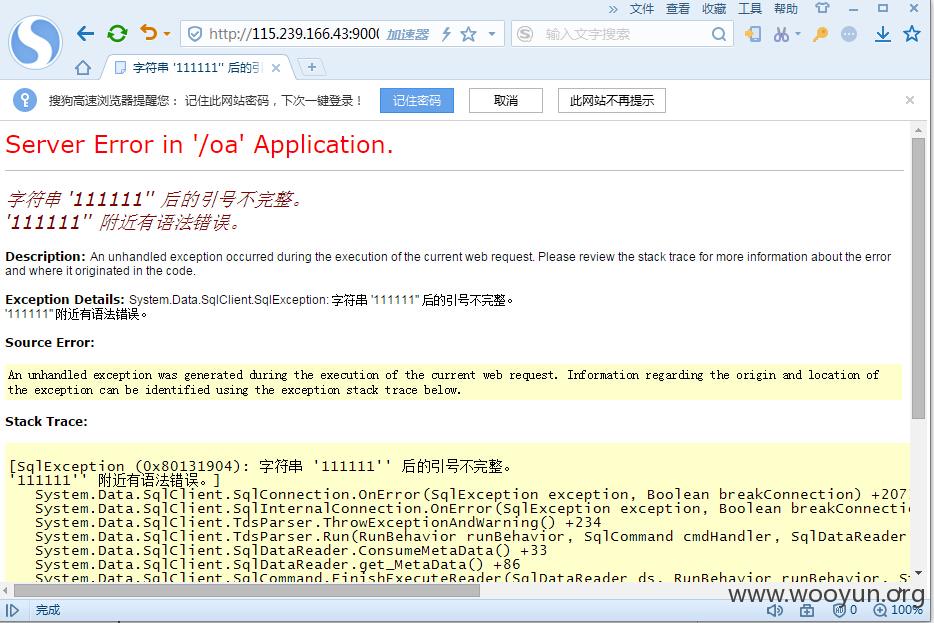 » 文件 查看 收藏 工具 帮助
http://115.239.166.43:9000 加速器 输入文字搜索
字符串 '111111'' 后的引
搜狗高速浏览器提醒您： 记住此网站密码，下次一键登录！ 记住密码 取消 此网站不再提示
Server Error in '/oa' Application.
字符串 '111111'' 后的引号不完整。
'111111'' 附近有语法错误。
Description: An unhandled exception occurred during the execution of the current web request. Please review the stack trace for more information about the error
and where it originated in the code.
Exception Details: System.Data.SqlClient.SqlException: 字符串 '111111'' 后的引号不完整。
'111111'' 附近有语法错误。
Source Error:
An unhandled exception was generated during the execution of the current web request. Information regarding the origin and location of
the exception can be identified using the exception stack trace below.
Stack Trace:
[SqlException (0x80131904): 字符串 '111111'' 后的引号不完整。
'111111'' 附近有语法错误。]
System.Data.SqlClient.SqlConnection.OnError(SqlException exception, Boolean breakConnection) +207
System.Data.SqlClient.SqlInternalConnection.OnError(SqlException exception, Boolean breakConnecti
System.Data.SqlClient.TdsParser.ThrowExceptionAndWarning() +234
System.Data.SqlClient.TdsParser.Run(RunBehavior runBehavior, SqlCommand cmdHandler, SqlDataReader
System.Data.SqlClient.SqlDataReader.ConsumeMetaData() +33
System.Data.SqlClient.SqlDataReader.get_MetaData() +86
System.Data.SqlClient.SqlCommand.FinishExecuteReader(SqlDataReader ds, RunBehavior runBehavior, St
www.wooyun.org
完成 0 100%